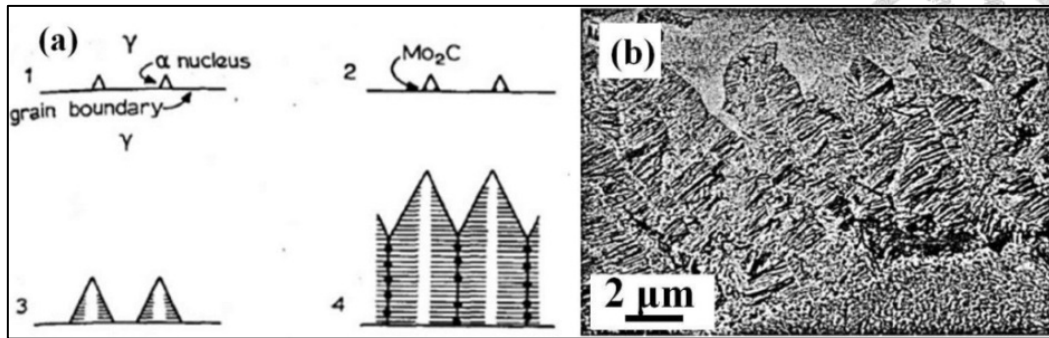 (a)
γ
1
α nucleus
grain boundary
γ
2
Mo₂C
3
4
(b)
2 μm